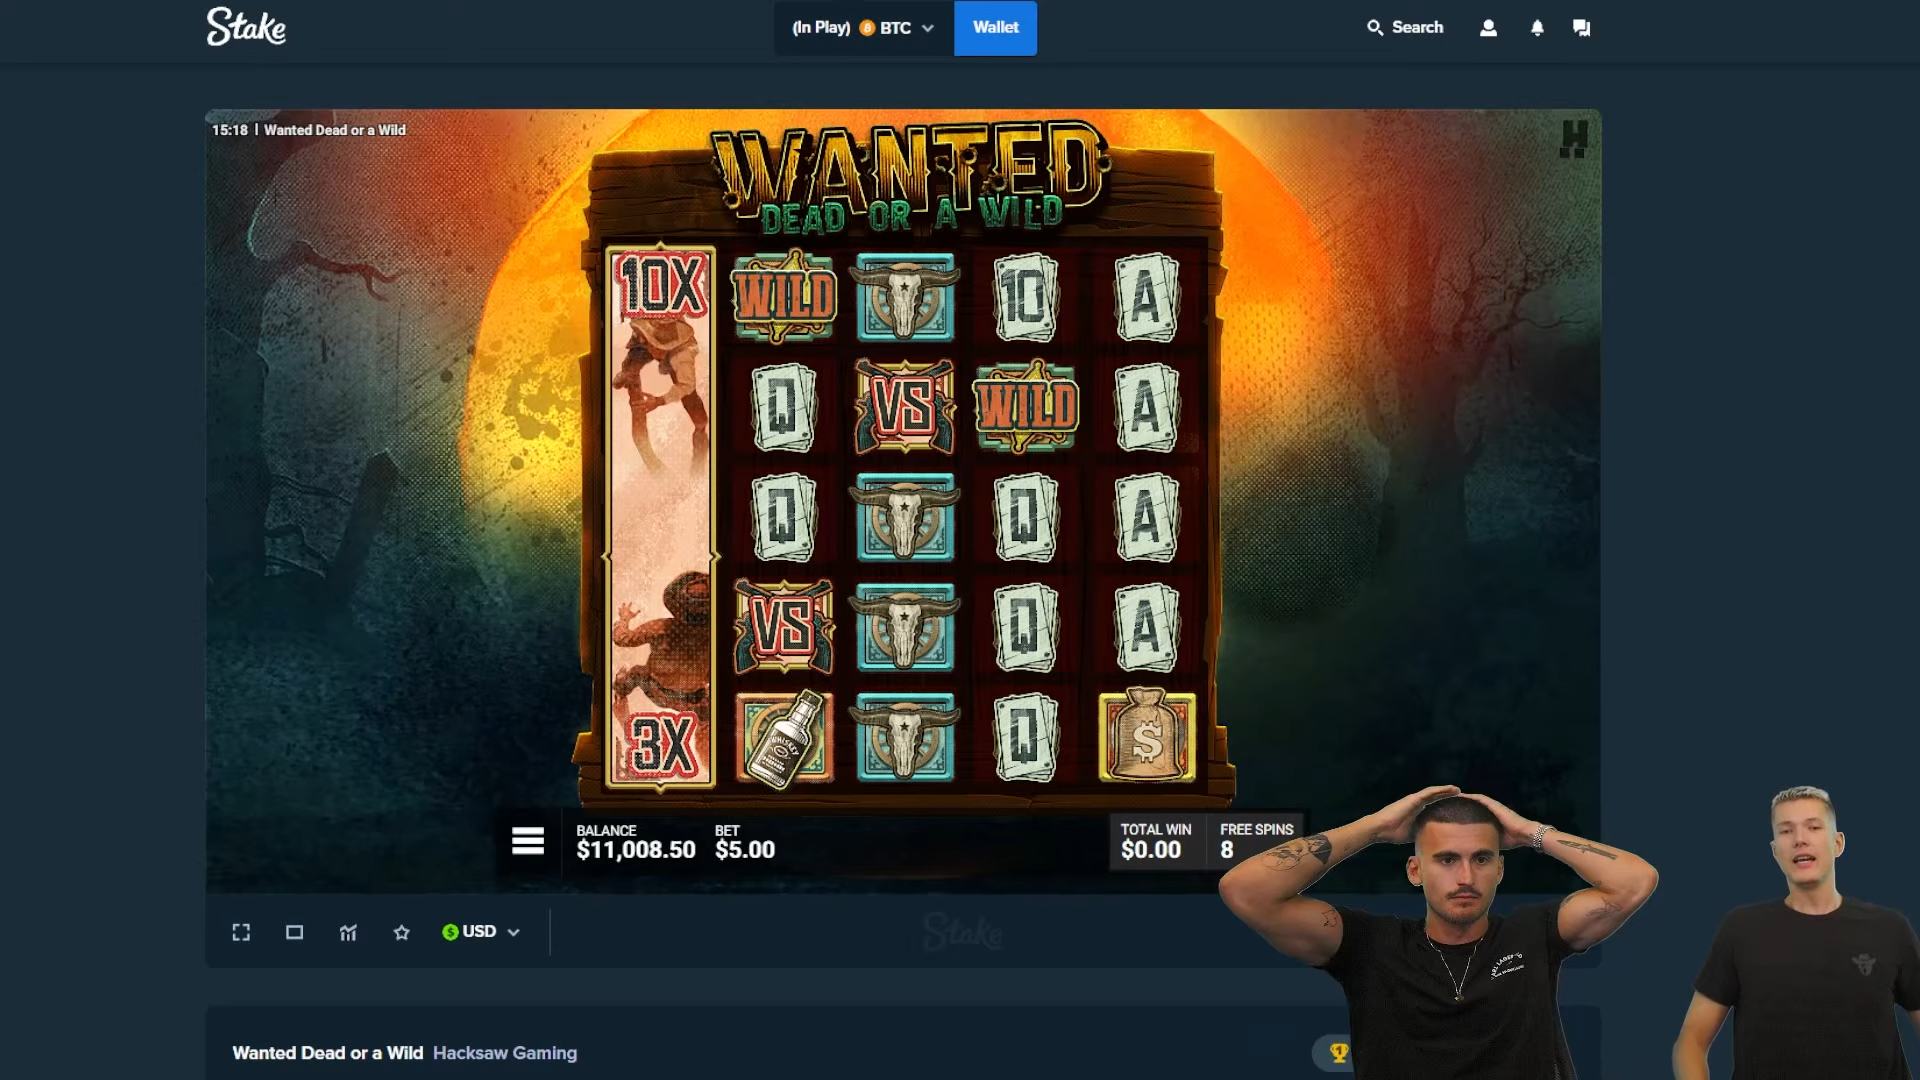 Stake
(In Play) BTC
Wallet
Search
15:18 | Wanted Dead or a Wild
WANTED
DEAD OR A WILD
10X WILD 10 A
Q VS WILD A
Q Q A
VS Q A
3X WHISKEY Q $
BALANCE
$11,008.50
BET
$5.00
TOTAL WIN
$0.00
FREE SPINS
8
$ USD
Stake
Wanted Dead or a Wild Hacksaw Gaming